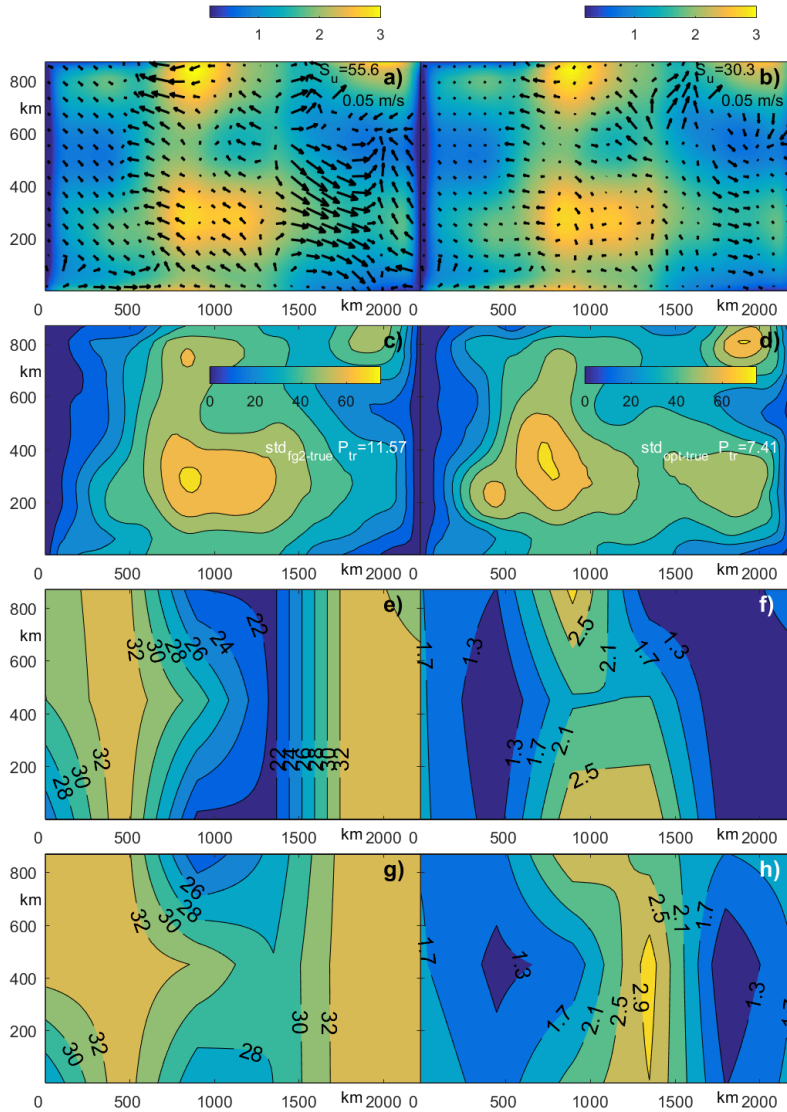 1 2 3 1 2 3
S_u=55.6 a) S_u=30.3 b)
0.05 m/s 0.05 m/s
800
km
600
400
200
0 500 1000 km 1500 2000 0 500 1000 km 1500 2000
c) d)
800
km
0 20 40 60 0 20 40 60
400
std_fg2-true P_tr=11.57 std_opt-true P_tr=7.41
200
0 500 1000 1500 km 2000 0 500 1000 1500 km 2000
e) f)
800
km
600
400
200
22 24 26 28 30 32
32 30 28
22 24 26 28 30 32
1.7 1.3 2.5 2.1 1.7 1.3
1.3 1.7 2.1 2.5
0 500 1000 1500 km 2000 0 500 1000 1500 km 2000
g) h)
800
km
600
400
200
26 28 30 32
32 30 28 30 32
1.7 1.3 1.7 2.1 2.5 2.9 2.5 2.1 1.7 1.3 1.7
0 500 1000 1500 km 2000 0 500 1000 1500 km 2000